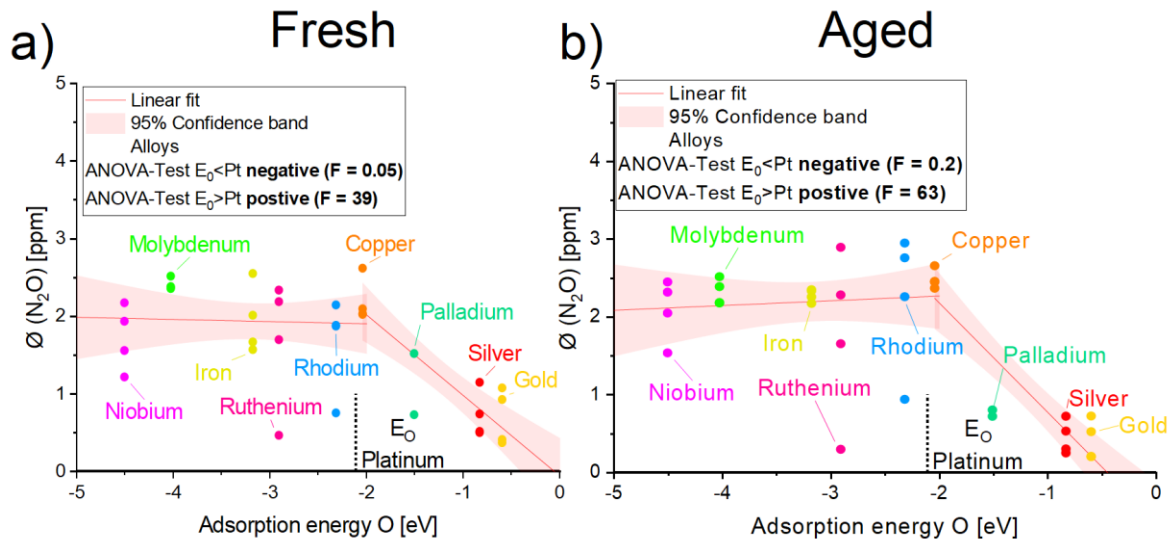 a)
Fresh
Linear fit
95% Confidence band
Alloys
ANOVA-Test E0<Pt negative (F = 0.05)
ANOVA-Test E0>Pt postive (F = 39)
Ø (N₂O) [ppm]
5
4
3
2
1
0
Molybdenum
Copper
Palladium
Iron
Rhodium
Silver
Gold
Niobium
Ruthenium
E_O
Platinum
-5 -4 -3 -2 -1 0
Adsorption energy O [eV]
b)
Aged
Linear fit
95% Confidence band
Alloys
ANOVA-Test E0<Pt negative (F = 0.2)
ANOVA-Test E0>Pt postive (F = 63)
Ø (N₂O) [ppm]
5
4
3
2
1
0
Molybdenum
Copper
Iron
Rhodium
Palladium
Niobium
Ruthenium
Silver
Gold
E_O
Platinum
-5 -4 -3 -2 -1 0
Adsorption energy O [eV]